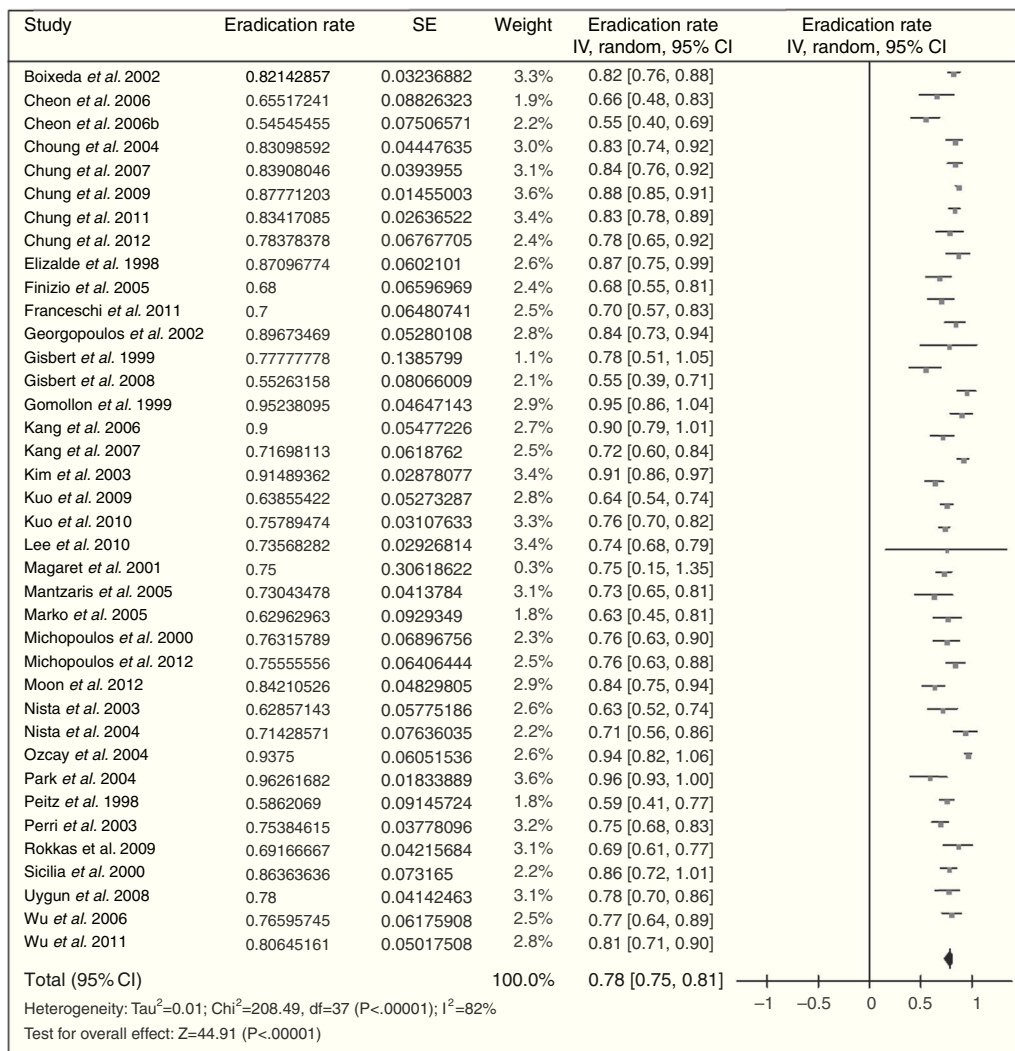 Study Eradication rate SE Weight Eradication rate Eradication rate
IV, random, 95% CI IV, random, 95% CI
Boixeda et al. 2002 0.82142857 0.03236882 3.3% 0.82 [0.76, 0.88]
Cheon et al. 2006 0.65517241 0.08826323 1.9% 0.66 [0.48, 0.83]
Cheon et al. 2006b 0.54545455 0.07506571 2.2% 0.55 [0.40, 0.69]
Choung et al. 2004 0.83098592 0.04447635 3.0% 0.83 [0.74, 0.92]
Chung et al. 2007 0.83908046 0.0393955 3.1% 0.84 [0.76, 0.92]
Chung et al. 2009 0.87771203 0.01455003 3.6% 0.88 [0.85, 0.91]
Chung et al. 2011 0.83417085 0.02636522 3.4% 0.83 [0.78, 0.89]
Chung et al. 2012 0.78378378 0.06767705 2.4% 0.78 [0.65, 0.92]
Elizalde et al. 1998 0.87096774 0.0602101 2.6% 0.87 [0.75, 0.99]
Finizio et al. 2005 0.68 0.06596969 2.4% 0.68 [0.55, 0.81]
Franceschi et al. 2011 0.7 0.06480741 2.5% 0.70 [0.57, 0.83]
Georgopoulos et al. 2002 0.89673469 0.05280108 2.8% 0.84 [0.73, 0.94]
Gisbert et al. 1999 0.77777778 0.1385799 1.1% 0.78 [0.51, 1.05]
Gisbert et al. 2008 0.55263158 0.08066009 2.1% 0.55 [0.39, 0.71]
Gomollon et al. 1999 0.95238095 0.04647143 2.9% 0.95 [0.86, 1.04]
Kang et al. 2006 0.9 0.05477226 2.7% 0.90 [0.79, 1.01]
Kang et al. 2007 0.71698113 0.0618762 2.5% 0.72 [0.60, 0.84]
Kim et al. 2003 0.91489362 0.02878077 3.4% 0.91 [0.86, 0.97]
Kuo et al. 2009 0.63855422 0.05273287 2.8% 0.64 [0.54, 0.74]
Kuo et al. 2010 0.75789474 0.03107633 3.3% 0.76 [0.70, 0.82]
Lee et al. 2010 0.73568282 0.02926814 3.4% 0.74 [0.68, 0.79]
Magaret et al. 2001 0.75 0.30618622 0.3% 0.75 [0.15, 1.35]
Mantzaris et al. 2005 0.73043478 0.0413784 3.1% 0.73 [0.65, 0.81]
Marko et al. 2005 0.62962963 0.0929349 1.8% 0.63 [0.45, 0.81]
Michopoulos et al. 2000 0.76315789 0.06896756 2.3% 0.76 [0.63, 0.90]
Michopoulos et al. 2012 0.75555556 0.06406444 2.5% 0.76 [0.63, 0.88]
Moon et al. 2012 0.84210526 0.04829805 2.9% 0.84 [0.75, 0.94]
Nista et al. 2003 0.62857143 0.05775186 2.6% 0.63 [0.52, 0.74]
Nista et al. 2004 0.71428571 0.07636035 2.2% 0.71 [0.56, 0.86]
Ozcay et al. 2004 0.9375 0.06051536 2.6% 0.94 [0.82, 1.06]
Park et al. 2004 0.96261682 0.01833889 3.6% 0.96 [0.93, 1.00]
Peitz et al. 1998 0.5862069 0.09145724 1.8% 0.59 [0.41, 0.77]
Perri et al. 2003 0.75384615 0.03778096 3.2% 0.75 [0.68, 0.83]
Rokkas et al. 2009 0.69166667 0.04215684 3.1% 0.69 [0.61, 0.77]
Sicilia et al. 2000 0.86363636 0.073165 2.2% 0.86 [0.72, 1.01]
Uygun et al. 2008 0.78 0.04142463 3.1% 0.78 [0.70, 0.86]
Wu et al. 2006 0.76595745 0.06175908 2.5% 0.77 [0.64, 0.89]
Wu et al. 2011 0.80645161 0.05017508 2.8% 0.81 [0.71, 0.90]
Total (95% CI) 100.0% 0.78 [0.75, 0.81]
−1 −0.5 0 0.5 1
Heterogeneity: Tau²=0.01; Chi²=208.49, df=37 (P<.00001); I²=82%
Test for overall effect: Z=44.91 (P<.00001)